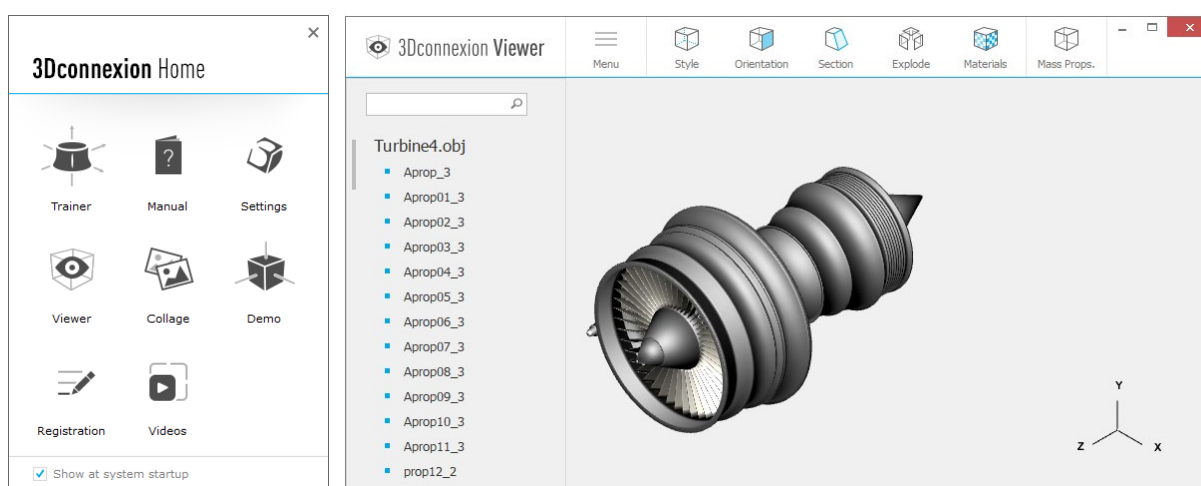 3Dconnexion Home
Trainer Manual Settings
Viewer Collage Demo
Registration Videos
Show at system startup
3Dconnexion Viewer
Menu Style Orientation Section Explode Materials Mass Props.
Turbine4.obj
Aprop_3
Aprop01_3
Aprop02_3
Aprop03_3
Aprop04_3
Aprop05_3
Aprop06_3
Aprop07_3
Aprop08_3
Aprop09_3
Aprop10_3
Aprop11_3
prop12_2
Y
Z X